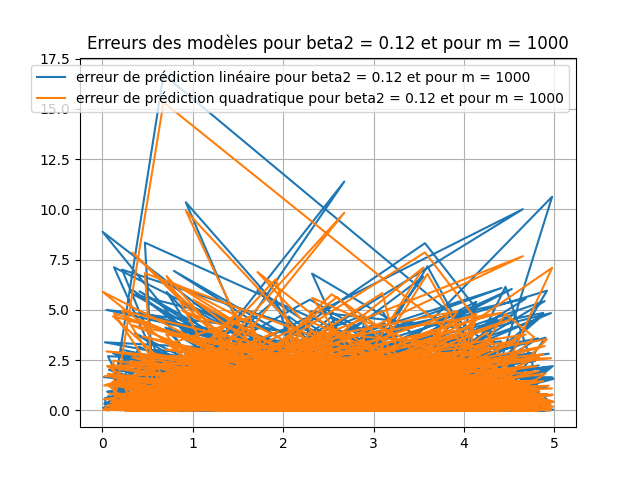 Erreurs des modèles pour beta2 = 0.12 et pour m = 1000
erreur de prédiction linéaire pour beta2 = 0.12 et pour m = 1000
erreur de prédiction quadratique pour beta2 = 0.12 et pour m = 1000
17.5
15.0
12.5
10.0
7.5
5.0
2.5
0.0
0 1 2 3 4 5